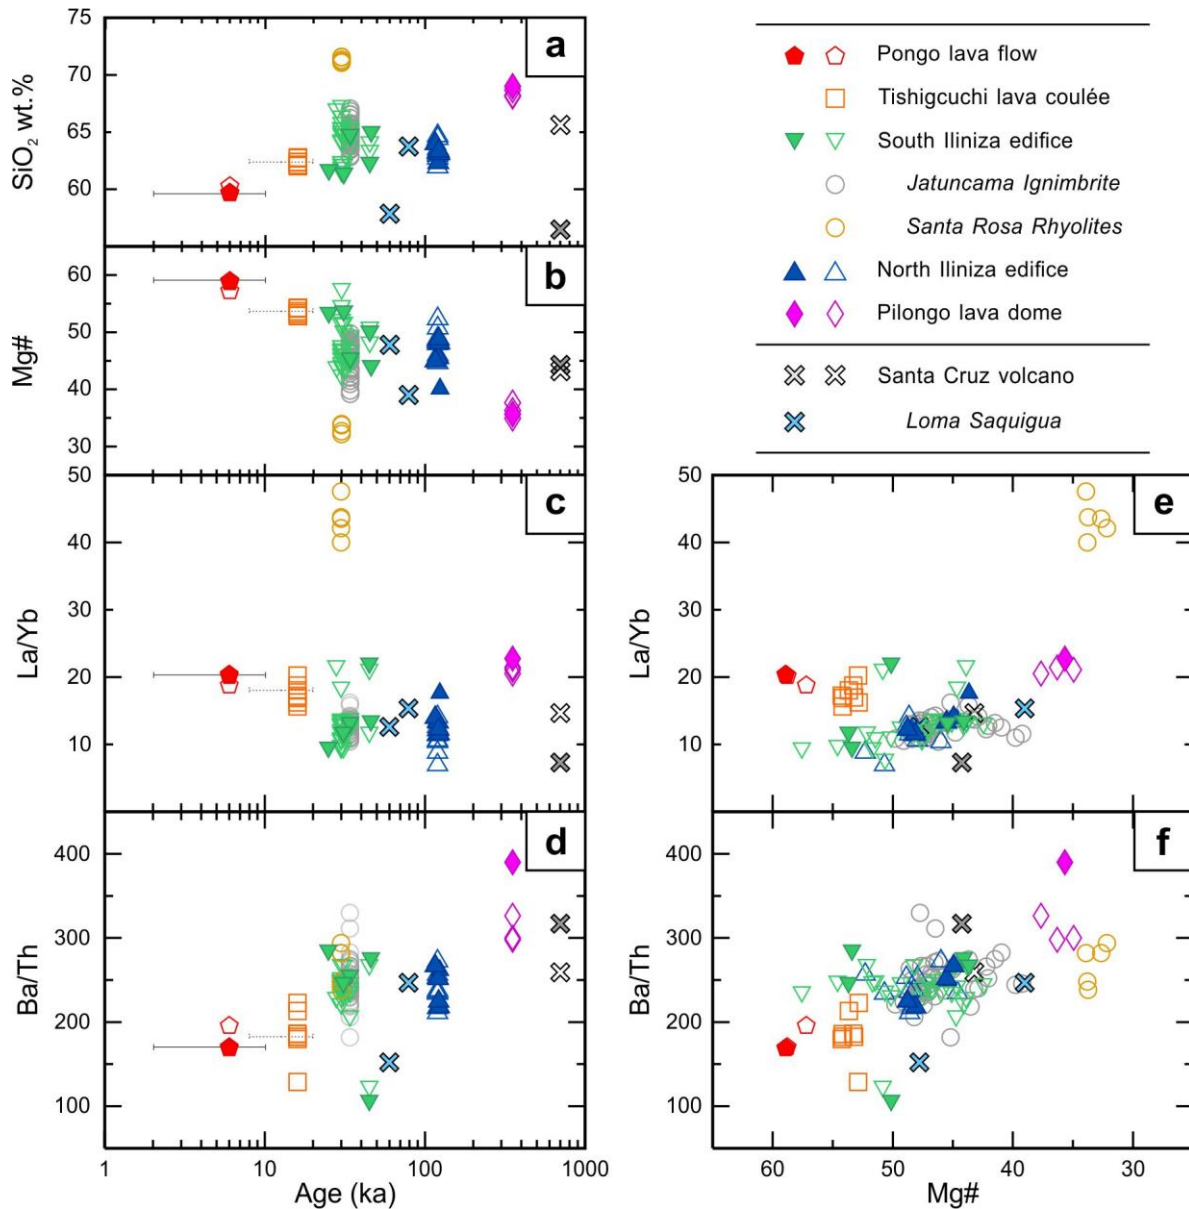 75
70
65
60
SiO₂ wt.%
a
60
50
40
30
Mg#
b
50
40
30
20
10
La/Yb
c
400
300
200
100
Ba/Th
d
1
10
100
1000
Age (ka)
Pongo lava flow
Tishigcuchi lava coulée
South Iliniza edifice
Jatuncama Ignimbrite
Santa Rosa Rhyolites
North Iliniza edifice
Pilongo lava dome
Santa Cruz volcano
Loma Saquigua
50
40
30
20
10
La/Yb
e
400
300
200
100
Ba/Th
f
60
50
40
30
Mg#